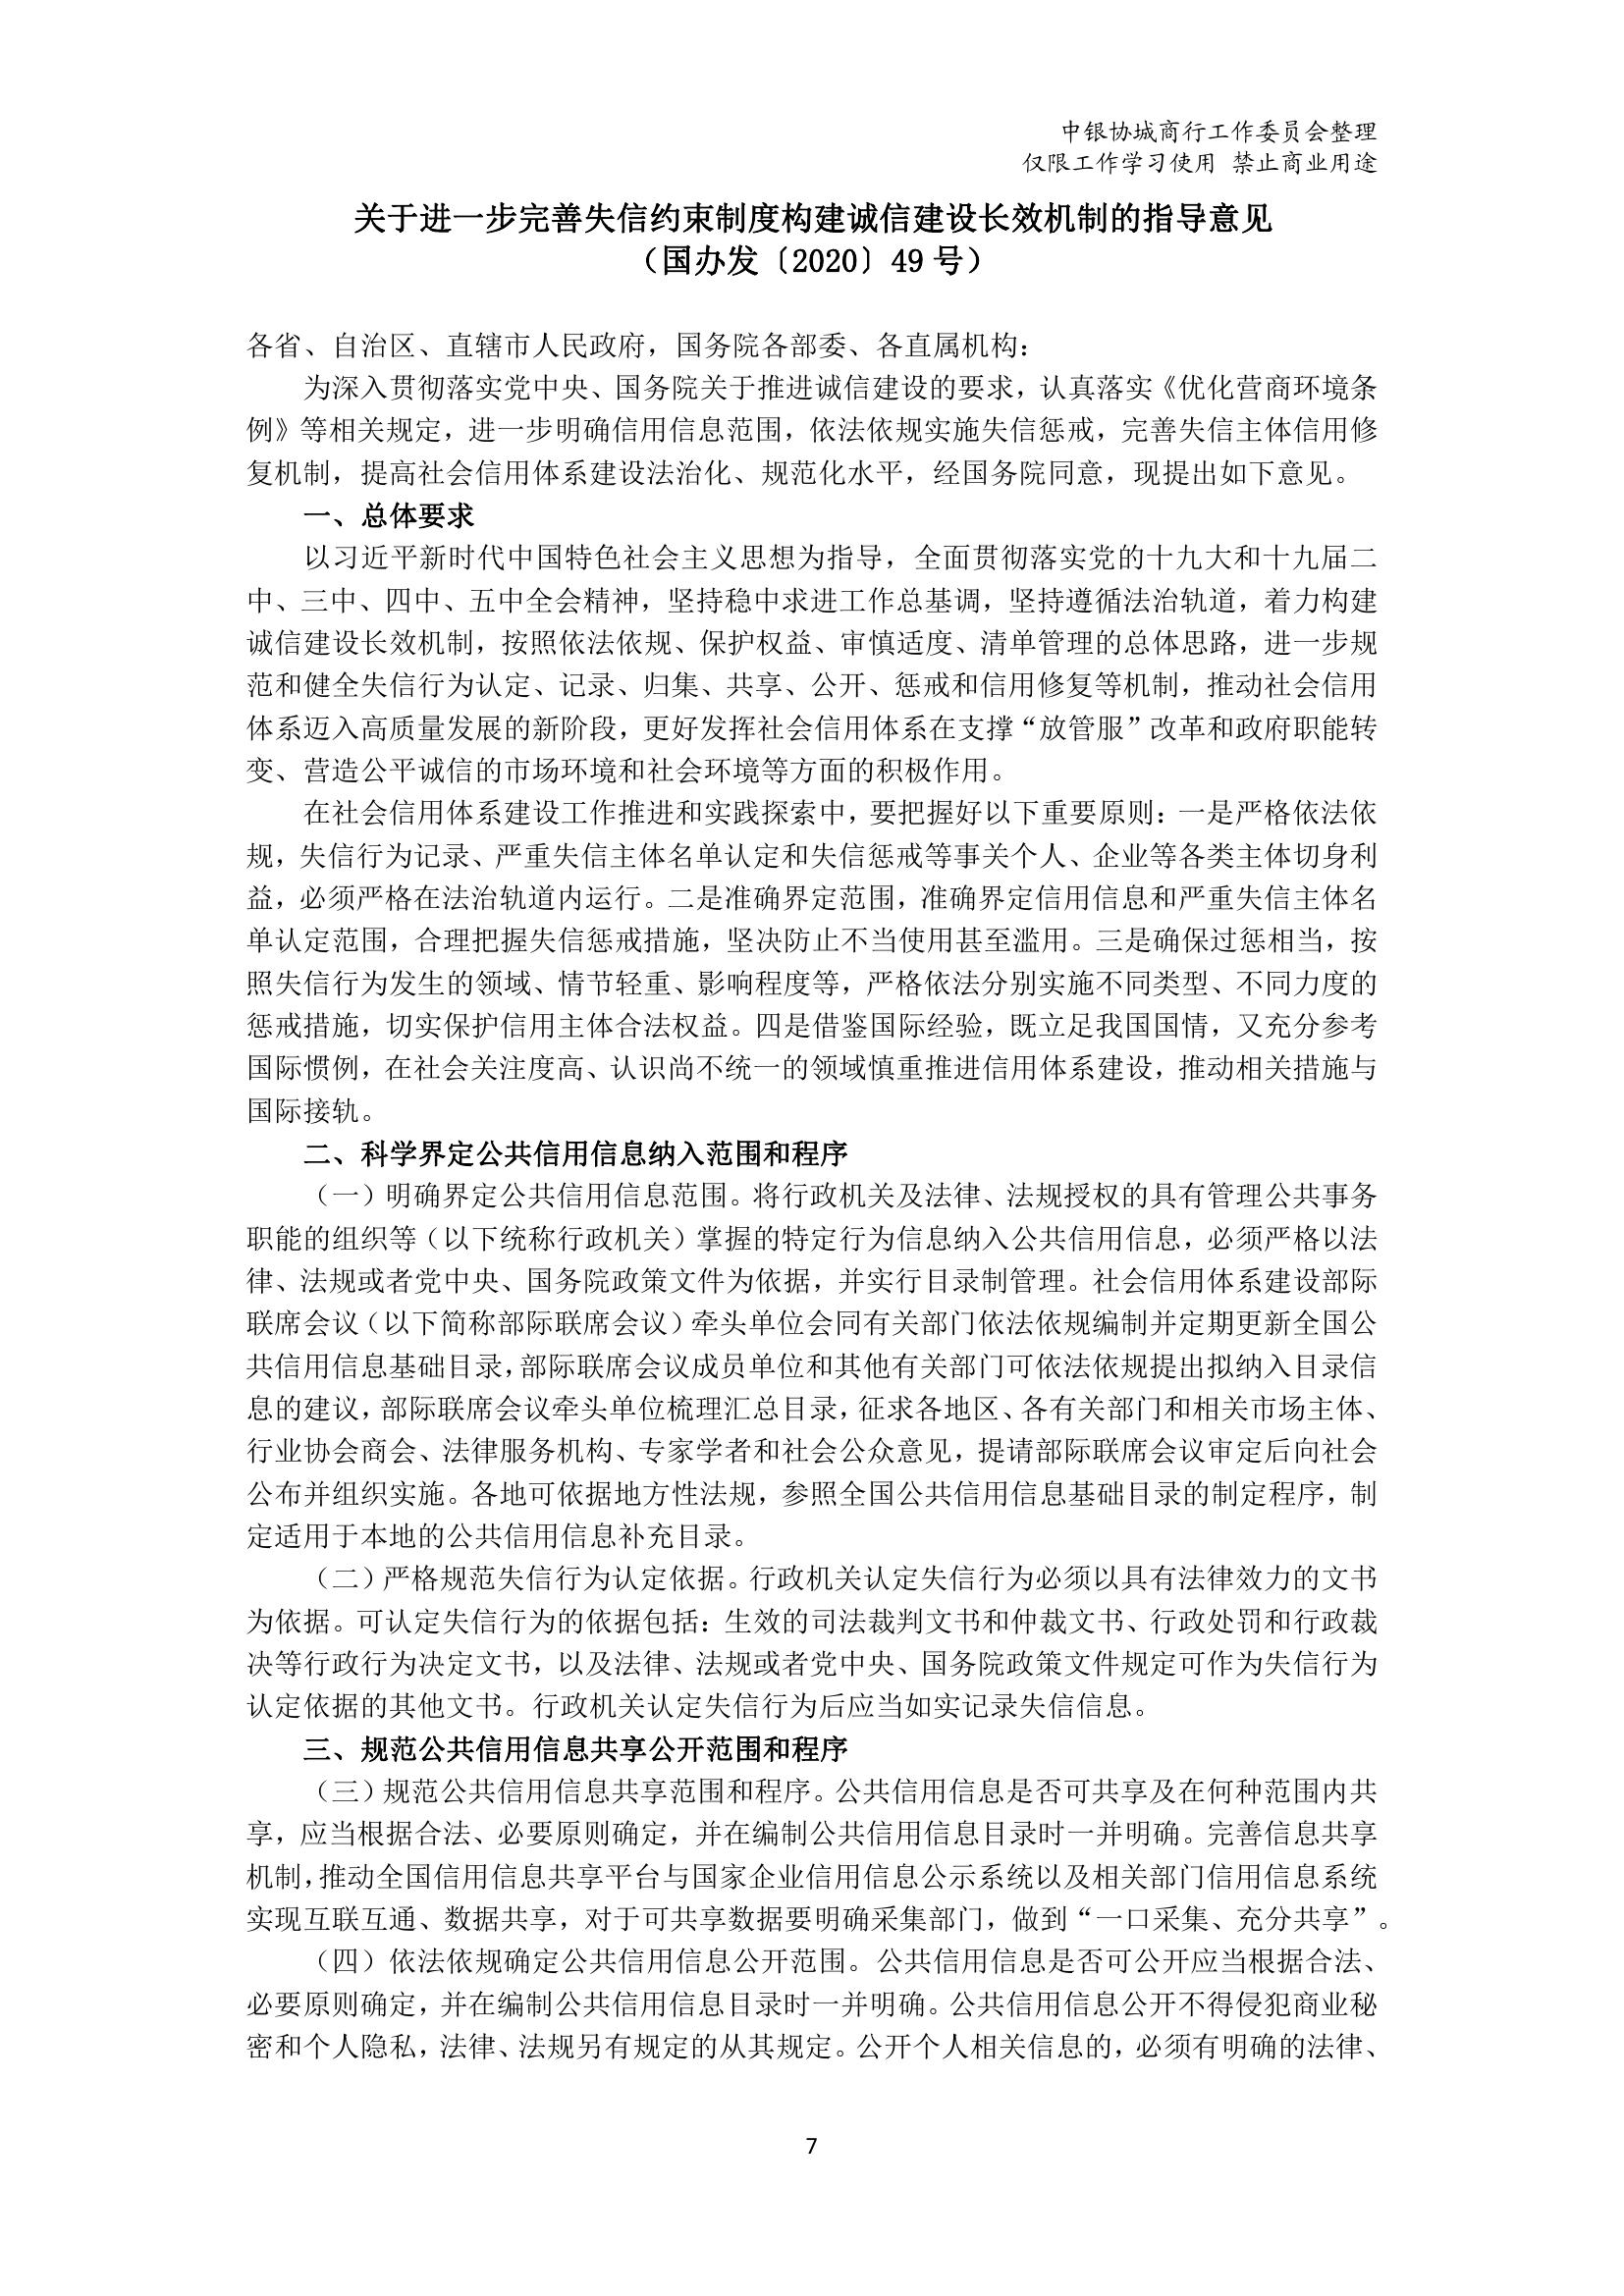 中银协城商行工作委员会整理
仅限工作学习使用 禁止商业用途
关于进一步完善失信约束制度构建诚信建设长效机制的指导意见
（国办发〔2020〕49 号）
各省、自治区、直辖市人民政府，国务院各部委、各直属机构：
为深入贯彻落实党中央、国务院关于推进诚信建设的要求，认真落实《优化营商环境条
例》等相关规定，进一步明确信用信息范围，依法依规实施失信惩戒，完善失信主体信用修
复机制，提高社会信用体系建设法治化、规范化水平，经国务院同意，现提出如下意见。
一、总体要求
以习近平新时代中国特色社会主义思想为指导，全面贯彻落实党的十九大和十九届二
中、三中、四中、五中全会精神，坚持稳中求进工作总基调，坚持遵循法治轨道，着力构建
诚信建设长效机制，按照依法依规、保护权益、审慎适度、清单管理的总体思路，进一步规
范和健全失信行为认定、记录、归集、共享、公开、惩戒和信用修复等机制，推动社会信用
体系迈入高质量发展的新阶段，更好发挥社会信用体系在支撑“放管服”改革和政府职能转
变、营造公平诚信的市场环境和社会环境等方面的积极作用。
在社会信用体系建设工作推进和实践探索中，要把握好以下重要原则：一是严格依法依
规，失信行为记录、严重失信主体名单认定和失信惩戒等事关个人、企业等各类主体切身利
益，必须严格在法治轨道内运行。二是准确界定范围，准确界定信用信息和严重失信主体名
单认定范围，合理把握失信惩戒措施，坚决防止不当使用甚至滥用。三是确保过惩相当，按
照失信行为发生的领域、情节轻重、影响程度等，严格依法分别实施不同类型、不同力度的
惩戒措施，切实保护信用主体合法权益。四是借鉴国际经验，既立足我国国情，又充分参考
国际惯例，在社会关注度高、认识尚不统一的领域慎重推进信用体系建设，推动相关措施与
国际接轨。
二、科学界定公共信用信息纳入范围和程序
（一）明确界定公共信用信息范围。将行政机关及法律、法规授权的具有管理公共事务
职能的组织等（以下统称行政机关）掌握的特定行为信息纳入公共信用信息，必须严格以法
律、法规或者党中央、国务院政策文件为依据，并实行目录制管理。社会信用体系建设部际
联席会议（以下简称部际联席会议）牵头单位会同有关部门依法依规编制并定期更新全国公
共信用信息基础目录，部际联席会议成员单位和其他有关部门可依法依规提出拟纳入目录信
息的建议，部际联席会议牵头单位梳理汇总目录，征求各地区、各有关部门和相关市场主体、
行业协会商会、法律服务机构、专家学者和社会公众意见，提请部际联席会议审定后向社会
公布并组织实施。各地可依据地方性法规，参照全国公共信用信息基础目录的制定程序，制
定适用于本地的公共信用信息补充目录。
（二）严格规范失信行为认定依据。行政机关认定失信行为必须以具有法律效力的文书
为依据。可认定失信行为的依据包括：生效的司法裁判文书和仲裁文书、行政处罚和行政裁
决等行政行为决定文书，以及法律、法规或者党中央、国务院政策文件规定可作为失信行为
认定依据的其他文书。行政机关认定失信行为后应当如实记录失信信息。
三、规范公共信用信息共享公开范围和程序
（三）规范公共信用信息共享范围和程序。公共信用信息是否可共享及在何种范围内共
享，应当根据合法、必要原则确定，并在编制公共信用信息目录时一并明确。完善信息共享
机制，推动全国信用信息共享平台与国家企业信用信息公示系统以及相关部门信用信息系统
实现互联互通、数据共享，对于可共享数据要明确采集部门，做到“一口采集、充分共享”。
（四）依法依规确定公共信用信息公开范围。公共信用信息是否可公开应当根据合法、
必要原则确定，并在编制公共信用信息目录时一并明确。公共信用信息公开不得侵犯商业秘
密和个人隐私，法律、法规另有规定的从其规定。公开个人相关信息的，必须有明确的法律、
7